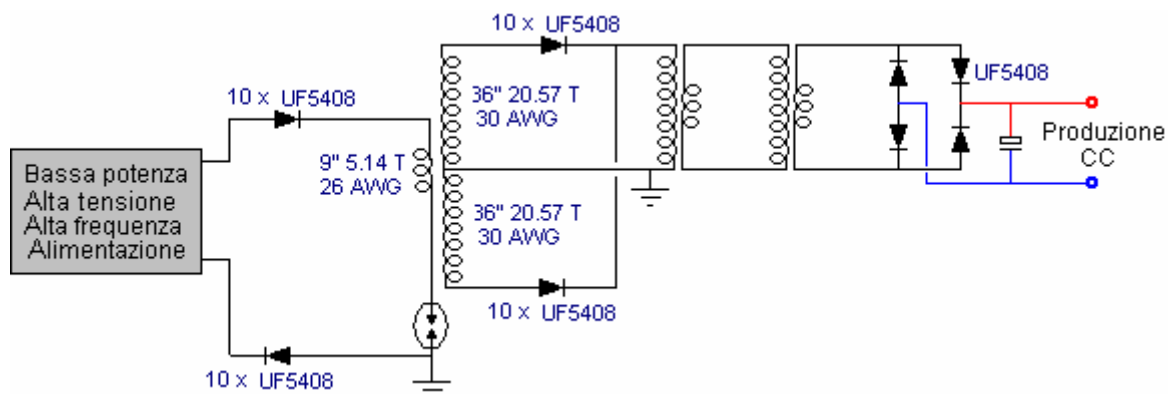 10 x UF5408
10 x UF5408
36" 20.57 T
30 AWG
UF5408
9" 5.14 T
26 AWG
Produzione
CC
Bassa potenza
Alta tensione
Alta frequenza
Alimentazione
36" 20.57 T
30 AWG
10 x UF5408
10 x UF5408